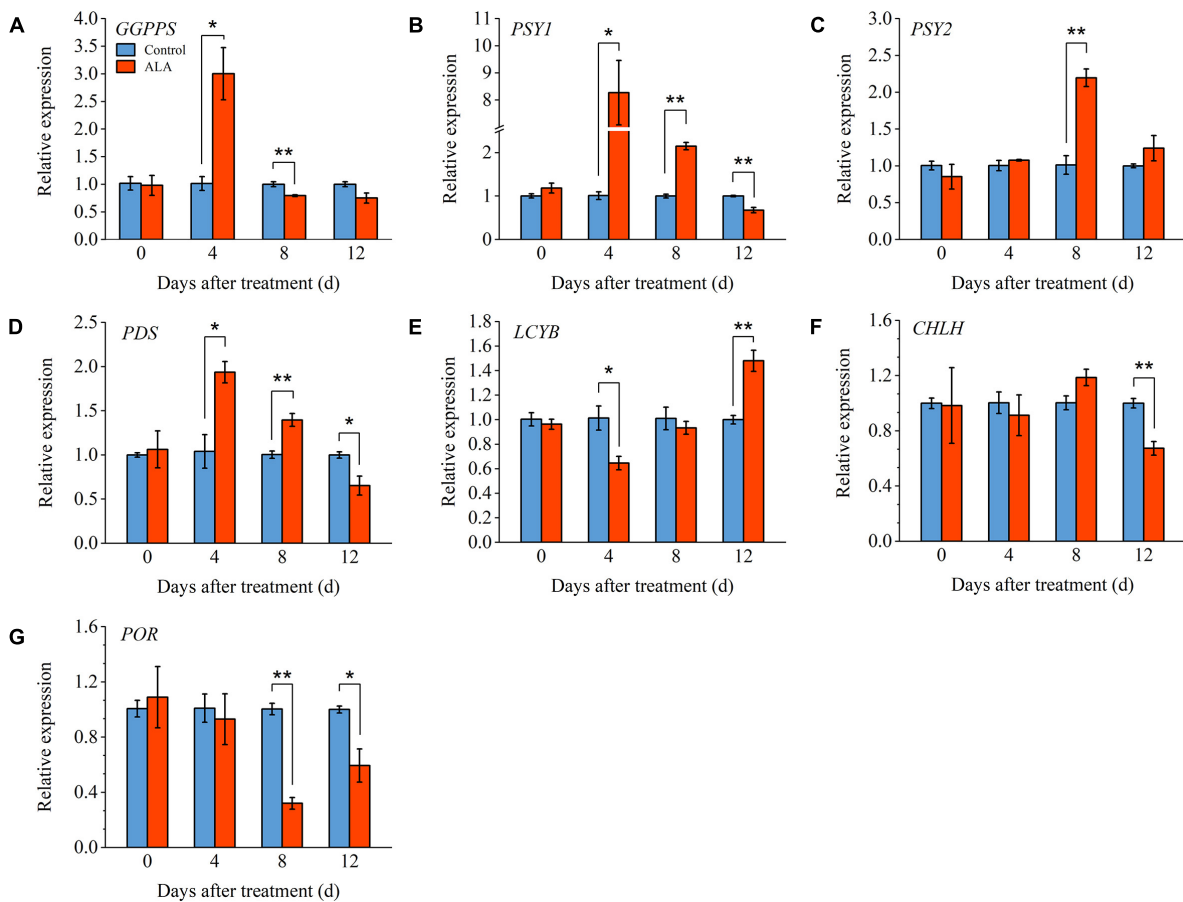 A
GGPPS
Control
ALA
Relative expression
4.0
3.5
3.0
2.5
2.0
1.5
1.0
0.5
0.0
*
**
0 4 8 12
Days after treatment (d)
B
PSY1
Relative expression
11
10
8
2
1
0
*
**
**
0 4 8 12
Days after treatment (d)
C
PSY2
Relative expression
3.0
2.5
2.0
1.5
1.0
0.5
0.0
**
0 4 8 12
Days after treatment (d)
D
PDS
Relative expression
2.5
2.0
1.5
1.0
0.5
0.0
*
**
*
0 4 8 12
Days after treatment (d)
E
LCYB
Relative expression
1.8
1.6
1.4
1.2
1.0
0.8
0.6
0.4
0.2
0.0
*
**
0 4 8 12
Days after treatment (d)
F
CHLH
Relative expression
1.6
1.2
0.8
0.4
0.0
**
0 4 8 12
Days after treatment (d)
G
POR
Relative expression
1.6
1.2
0.8
0.4
0.0
**
*
0 4 8 12
Days after treatment (d)